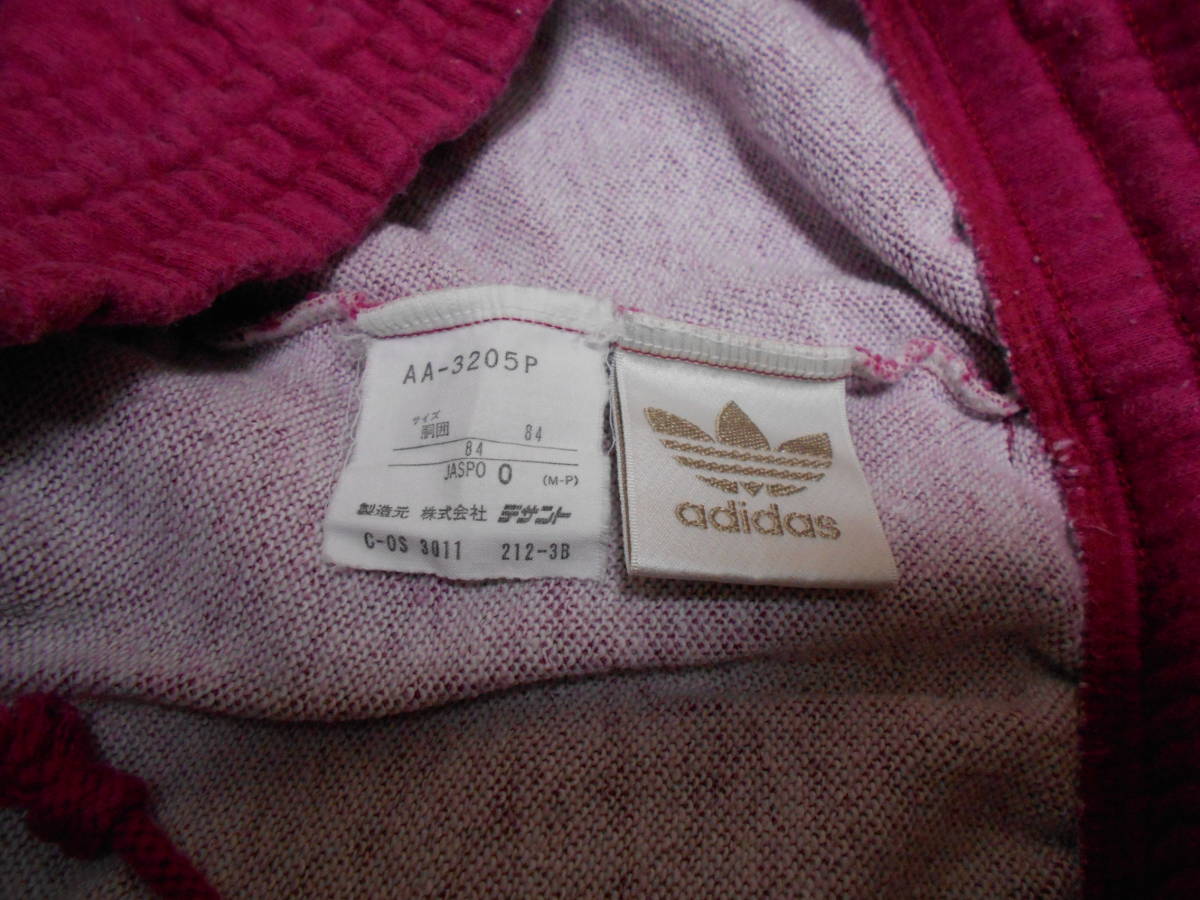 AA-3205P
サイズ
胴囲 84
84
JASPO 0 (M-P)
製造元 株式会社 デサント
C-OS 3011 212-3B
adidas